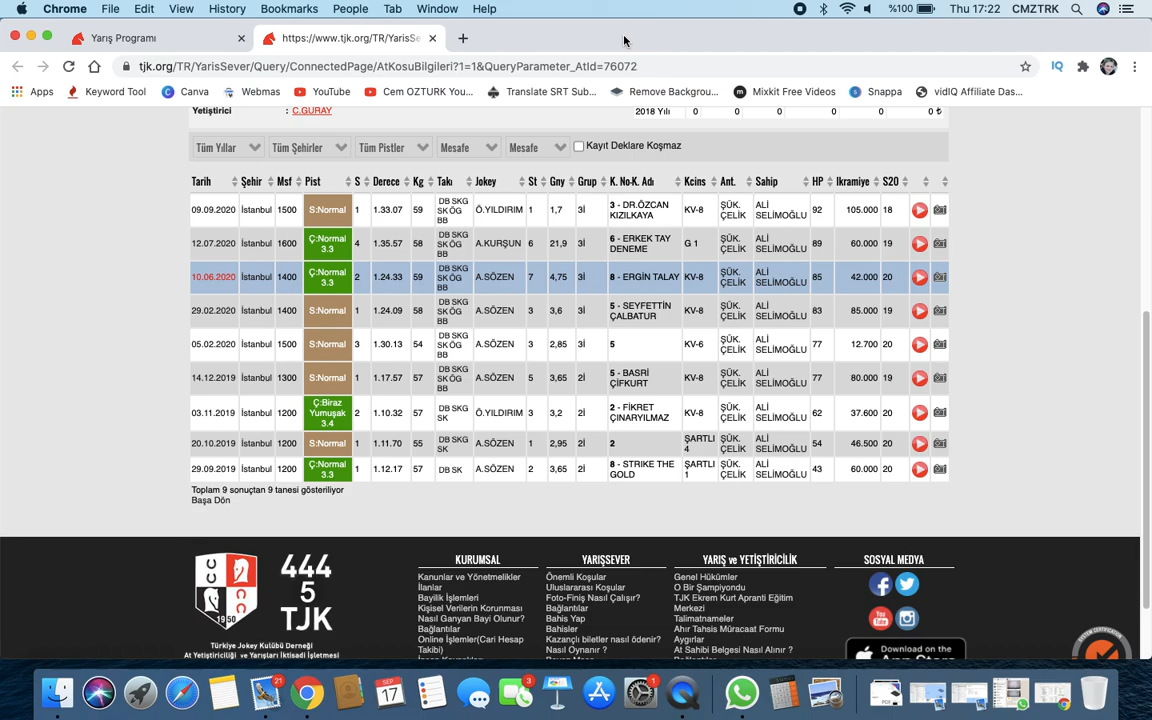 Chrome File Edit View History Bookmarks People Tab Window Help %100 Thu 17:22 CMZTRK
Yarış Programı https://www.tjk.org/TR/YarisSe
tjk.org/TR/YarisSever/Query/ConnectedPage/AtKosuBilgileri?1=1&QueryParameter_AtId=76072
Apps Keyword Tool Canva Webmas YouTube Cem OZTURK You... Translate SRT Sub... Remove Backgrou... Mixkit Free Videos Snappa vidIQ Affiliate Das...
Yetiştirici : C.GURAY 2018 Yılı 0 0 0 0 0 0 ₺
Tüm Yıllar Tüm Şehirler Tüm Pistler Mesafe Mesafe Kayıt Deklare Koşmaz
Tarih Şehir Msf Pist S Derece Kg Takı Jokey St Gny Grup K. No-K. Adı Kcins Ant. Sahip HP Ikramiye S20
09.09.2020 İstanbul 1500 S:Normal 1 1.33.07 59 DB SKG SK ÖG BB Ö.YILDIRIM 1 1,7 3İ 3 - DR.ÖZCAN KIZILKAYA KV-8 ŞÜK. ÇELİK ALİ SELİMOĞLU 92 105.000 18
12.07.2020 İstanbul 1600 Ç:Normal 3.3 4 1.35.57 58 DB SKG SK ÖG BB A.KURŞUN 6 21,9 3İ 6 - ERKEK TAY DENEME G 1 ŞÜK. ÇELİK ALİ SELİMOĞLU 89 60.000 19
10.06.2020 İstanbul 1400 Ç:Normal 3.3 2 1.24.33 59 DB SKG SK ÖG BB A.SÖZEN 7 4,75 3İ 8 - ERGİN TALAY KV-8 ŞÜK. ÇELİK ALİ SELİMOĞLU 85 42.000 20
29.02.2020 İstanbul 1400 S:Normal 1 1.24.09 58 DB SKG SK ÖG BB A.SÖZEN 3 3,6 3İ 5 - SEYFETTİN ÇALBATUR KV-8 ŞÜK. ÇELİK ALİ SELİMOĞLU 83 85.000 19
05.02.2020 İstanbul 1500 S:Normal 3 1.30.13 54 DB SKG SK ÖG BB A.SÖZEN 3 2,85 3İ 5 KV-6 ŞÜK. ÇELİK ALİ SELİMOĞLU 77 12.700 20
14.12.2019 İstanbul 1300 S:Normal 1 1.17.57 57 DB SKG SK ÖG BB A.SÖZEN 5 3,65 2İ 5 - BASRİ ÇİFKURT KV-8 ŞÜK. ÇELİK ALİ SELİMOĞLU 77 80.000 19
03.11.2019 İstanbul 1200 Ç:Biraz Yumuşak 3.4 2 1.10.32 57 DB SKG SK Ö.YILDIRIM 3 3,2 2İ 2 - FİKRET ÇINARYILMAZ KV-8 ŞÜK. ÇELİK ALİ SELİMOĞLU 62 37.600 20
20.10.2019 İstanbul 1200 S:Normal 1 1.11.70 55 DB SKG SK A.SÖZEN 1 2,95 2İ 2 ŞARTLI 4 ŞÜK. ÇELİK ALİ SELİMOĞLU 54 46.500 20
29.09.2019 İstanbul 1200 Ç:Normal 3.3 1 1.12.17 57 DB SK A.SÖZEN 2 3,65 2İ 8 - STRIKE THE GOLD ŞARTLI 1 ŞÜK. ÇELİK ALİ SELİMOĞLU 43 60.000 20
Toplam 9 sonuçtan 9 tanesi gösteriliyor
Başa Dön
1950
444
5
TJK
Türkiye Jokey Kulübü Derneği
At Yetiştiriciliği ve Yarışları İktisadi İşletmesi
KURUMSAL
Kanunlar ve Yönetmelikler
İlanlar
Bayilik İşlemleri
Kişisel Verilerin Korunması
Nasıl Ganyan Bayi Olunur?
Bağlantılar
Online İşlemler(Cari Hesap
Takibi)
YARIŞSEVER
Önemli Koşular
Uluslararası Koşular
Foto-Finiş Nasıl Çalışır?
Bağlantılar
Bahis Yap
Bahisler
Kazançlı biletler nasıl ödenir?
Nasıl Oynanır ?
YARIŞ ve YETİŞTİRİCİLİK
Genel Hükümler
O Bir Şampiyondu
TJK Ekrem Kurt Apranti Eğitim
Merkezi
Talimatnameler
Ahır Tahsis Müracaat Formu
Aygırlar
At Sahibi Belgesi Nasıl Alınır ?
SOSYAL MEDYA
Download on the
21 SEP 17 3 1